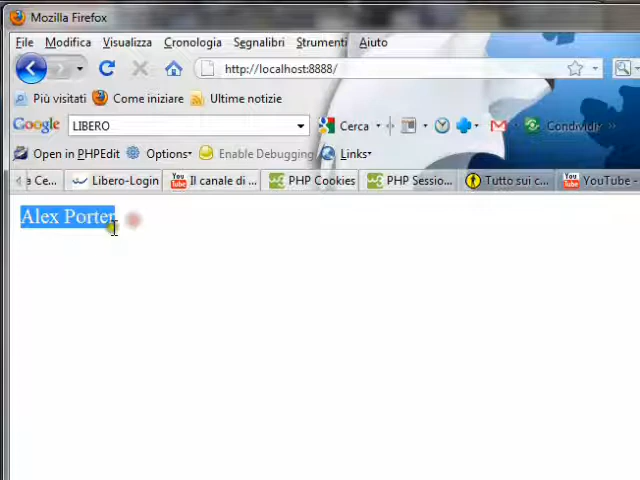 Mozilla Firefox
File Modifica Visualizza Cronologia Segnalibri Strumenti Aiuto
http://localhost:8888/
Più visitati Come iniziare Ultime notizie
Google LIBERO Cerca Condividi
Open in PHPEdit Options Enable Debugging Links
a Ce... Libero-Login Il canale di ... PHP Cookies PHP Sessio... Tutto sui c... YouTube -
Alex Porter